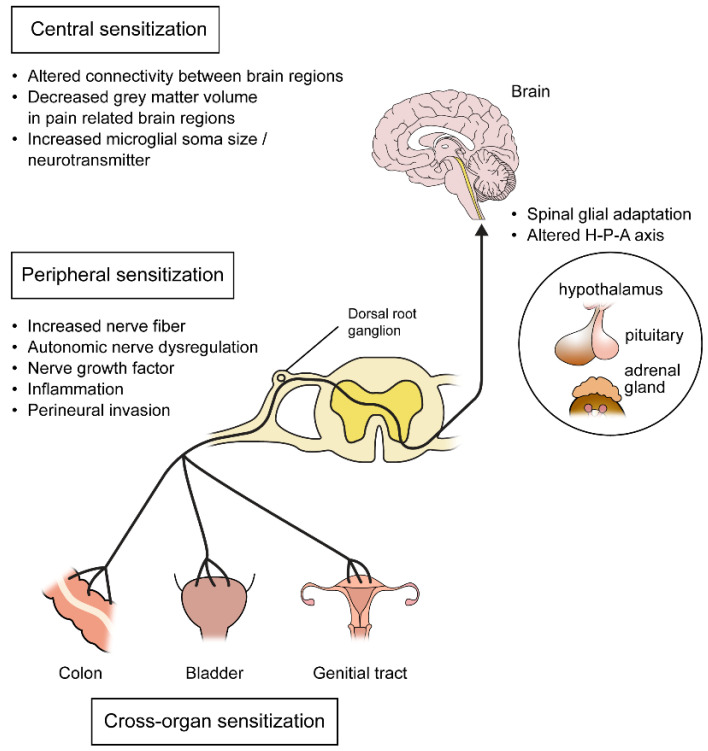 Central sensitization
• Altered connectivity between brain regions
• Decreased grey matter volume
in pain related brain regions
• Increased microglial soma size /
neurotmitter
Brain
• Spinal glial adaptation
• Altered H-P-A axis
hypothalamus
pituitary
adrenal
gland
Peripheral sensitization
• Increased nerve fiber
• Autonomic nerve dysregulation
• Nerve growth factor
• Inflammation
• Perineural invasion
Dorsal root
ganglion
Colon
Bladder
Genitial tract
Cross-organ sensitization